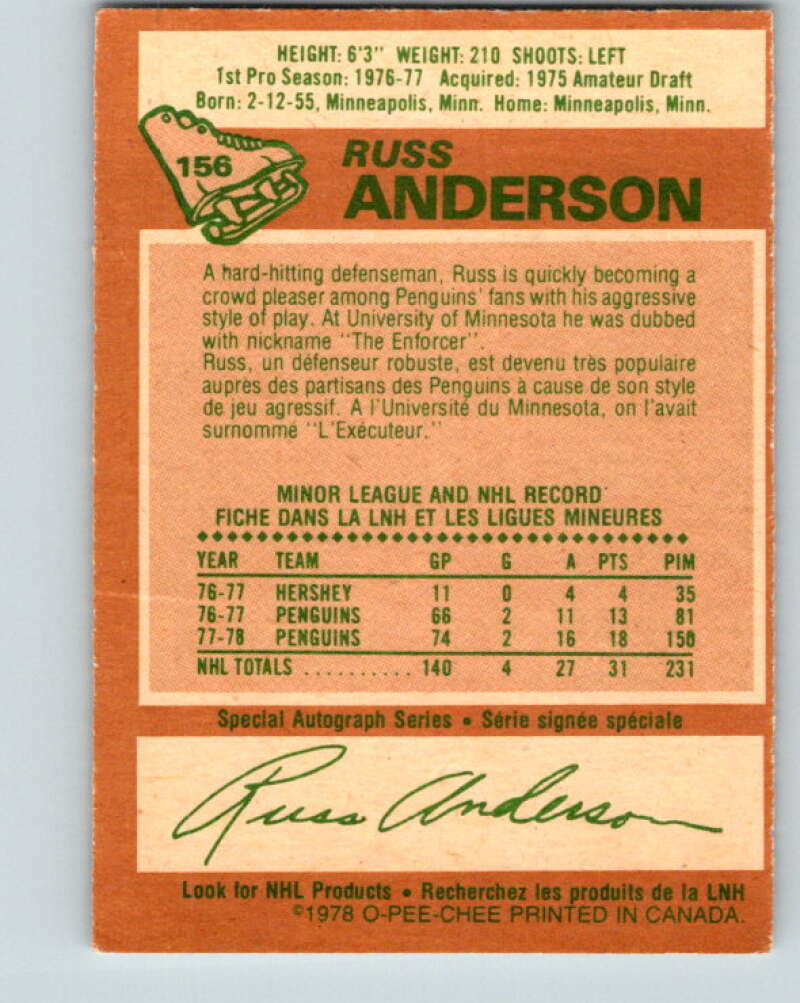 HEIGHT: 6'3" WEIGHT: 210 SHOOTS: LEFT
1st Pro Season: 1976-77 Acquired: 1975 Amateur Draft
Born: 2-12-55, Minneapolis, Minn. Home: Minneapolis, Minn.
156
RUSS
ANDERSON
A hard-hitting defenseman, Russ is quickly becoming a
crowd pleaser among Penguins' fans with his aggressive
style of play. At University of Minnesota he was dubbed
with nickname "The Enforcer".
Russ, un défenseur robuste, est devenu très populaire
auprès des partisans des Penguins à cause de son style
de jeu agressif. A l'Université du Minnesota, on l'avait
surnommé "L'Exécuteur."
MINOR LEAGUE AND NHL RECORD
FICHE DANS LA LNH ET LES LIGUES MINEURES
YEAR TEAM GP G A PTS PIM
76-77 HERSHEY 11 0 4 4 35
76-77 PENGUINS 66 2 11 13 81
77-78 PENGUINS 74 2 16 18 150
NHL TOTALS .......... 140 4 27 31 231
Special Autograph Series • Série signée spéciale
Russ Anderson
Look for NHL Products • Recherchez les produits de la LNH
©1978 O-PEE-CHEE PRINTED IN CANADA.